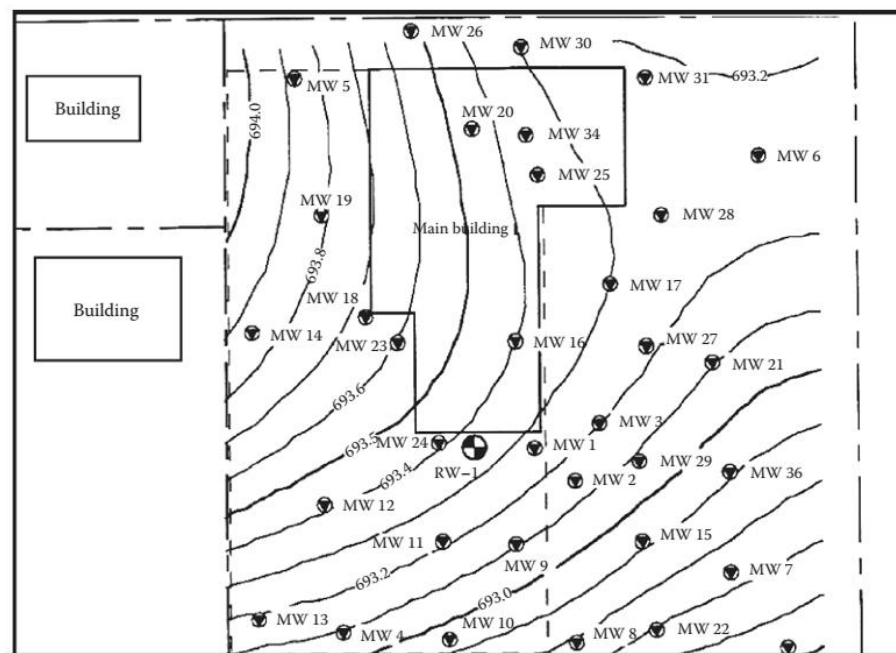 MW 26
MW 30
MW 31
693.2
MW 5
Building
694.0
MW 20
MW 34
MW 6
MW 25
MW 19
MW 28
Main building
693.8
MW 17
MW 18
Building
MW 14
MW 23
MW 16
MW 27
MW 21
693.6
MW 3
693.5
MW 24
MW 1
693.4
RW-1
MW 29
MW 36
MW 2
MW 12
MW 11
MW 15
MW 9
693.2
MW 7
693.0
MW 13
MW 4
MW 10
MW 8
MW 22